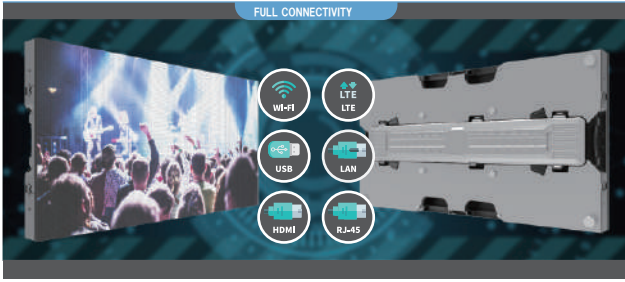 FULL CONNECTIVITY
Wi-Fi
LTE
LTE
USB
LAN
HDMI
RJ-45